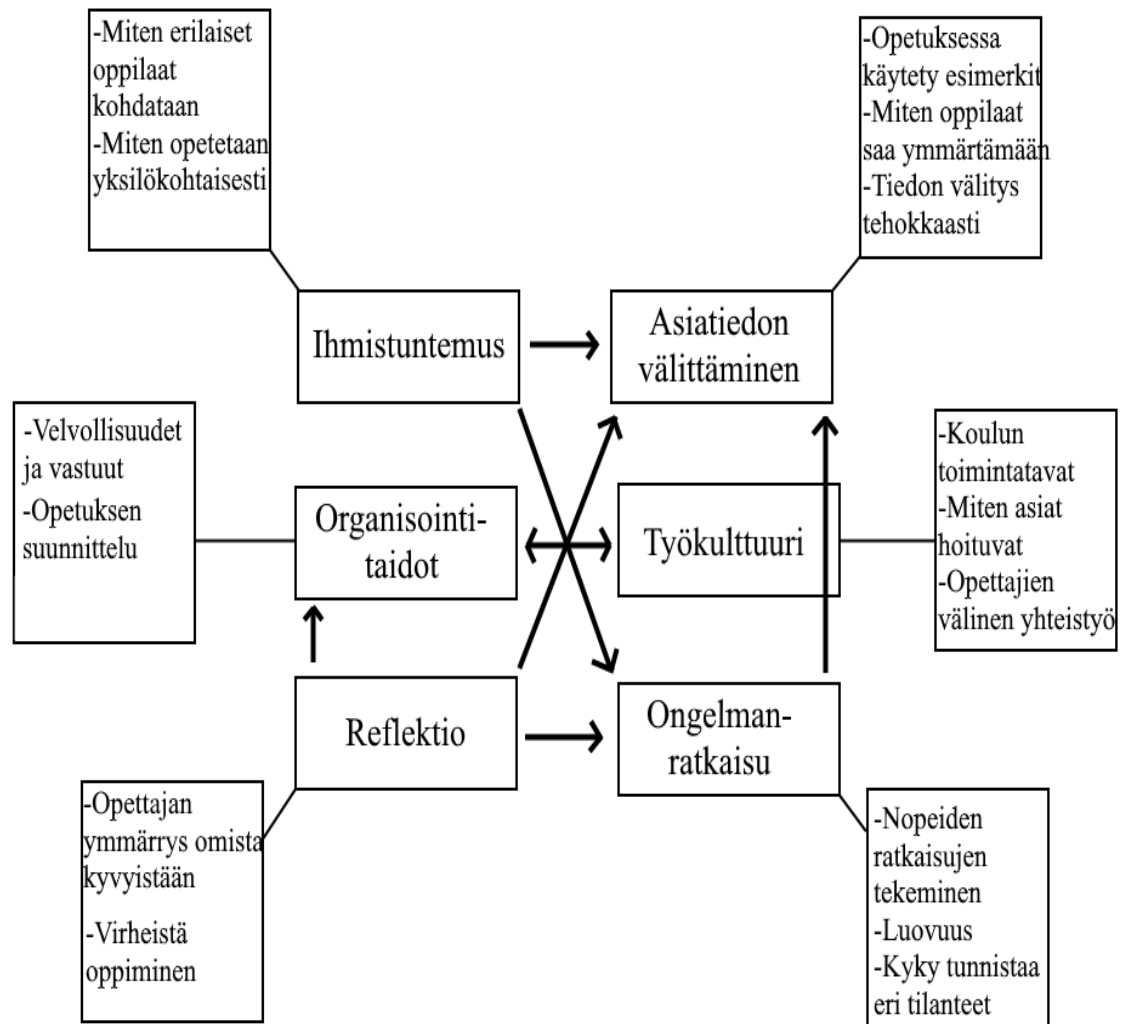 -Miten erilaiset
oppilaat
kohdataan
-Miten opetetaan
yksilökohtaisesti
-Opetuksessa
käytety esimerkit
-Miten oppilaat
saa ymmärtämään
-Tiedon välitys
tehokkaasti
Ihmistuntemus
Asiatiedon
välittäminen
-Velvollisuudet
ja vastuut
-Opetuksen
suunnittelu
Organisointi-
taidot
Työkulttuuri
-Koulun
toimintatavat
-Miten asiat
hoituvat
-Opettajien
välinen yhteistyö
Reflektio
Ongelman-
ratkaisu
-Opettajan
ymmärrys omista
kyvyistään
-Virheistä
oppiminen
-Nopeiden
ratkaisujen
tekeminen
-Luovuus
-Kyky tunnistaa
eri tilanteet